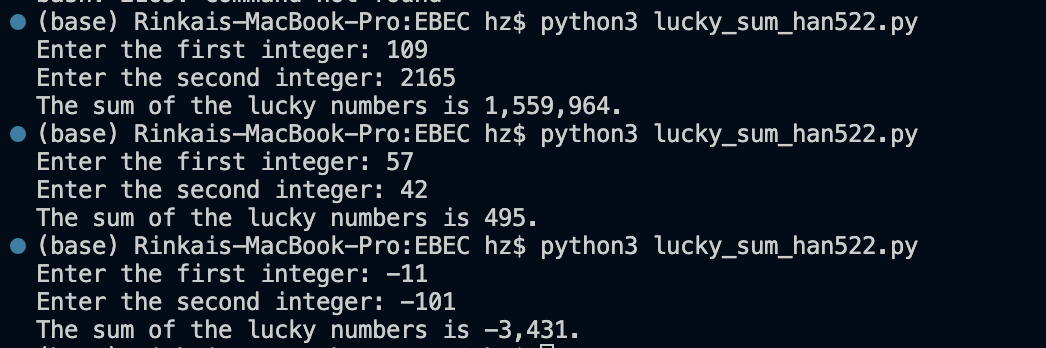 (base) Rinkais-MacBook-Pro:EBEC hz$ python3 lucky_sum_han522.py
Enter the first integer: 109
Enter the second integer: 2165
The sum of the lucky numbers is 1,559,964.
(base) Rinkais-MacBook-Pro:EBEC hz$ python3 lucky_sum_han522.py
Enter the first integer: 57
Enter the second integer: 42
The sum of the lucky numbers is 495.
(base) Rinkais-MacBook-Pro:EBEC hz$ python3 lucky_sum_han522.py
Enter the first integer: -11
Enter the second integer: -101
The sum of the lucky numbers is -3,431.